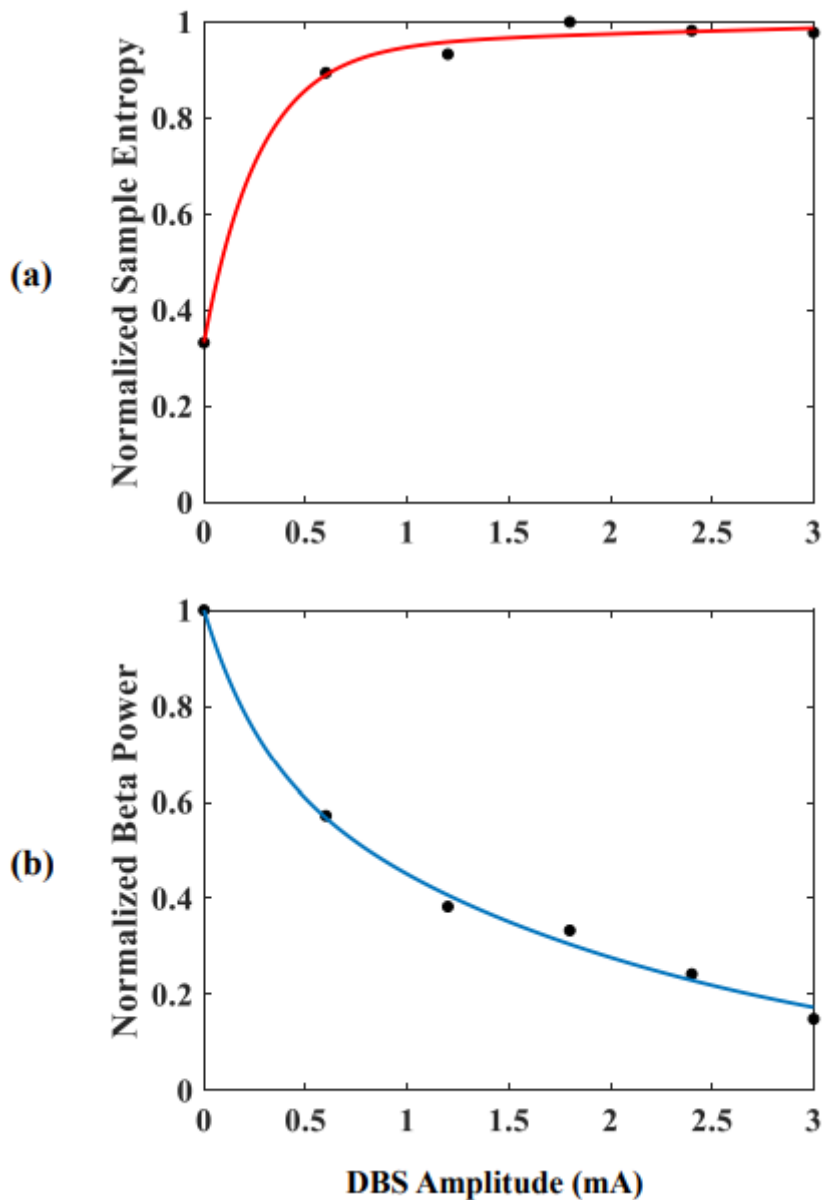 (a)
Normalized Sample Entropy
1
0.8
0.6
0.4
0.2
0
0 0.5 1 1.5 2 2.5 3
(b)
Normalized Beta Power
1
0.8
0.6
0.4
0.2
0
0 0.5 1 1.5 2 2.5 3
DBS Amplitude (mA)